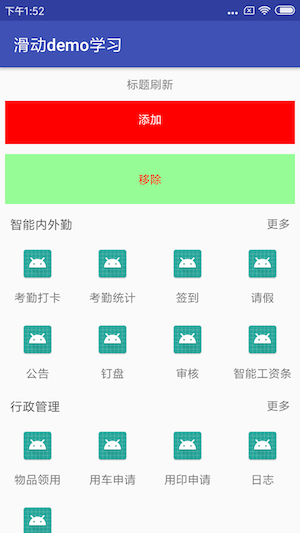 下午1:52
滑动demo学习
标题刷新
添加
移除
智能内外勤 更多
考勤打卡 考勤统计 签到 请假
公告 钉盘 审核 智能工资条
行政管理 更多
物品领用 用车申请 用印申请 日志